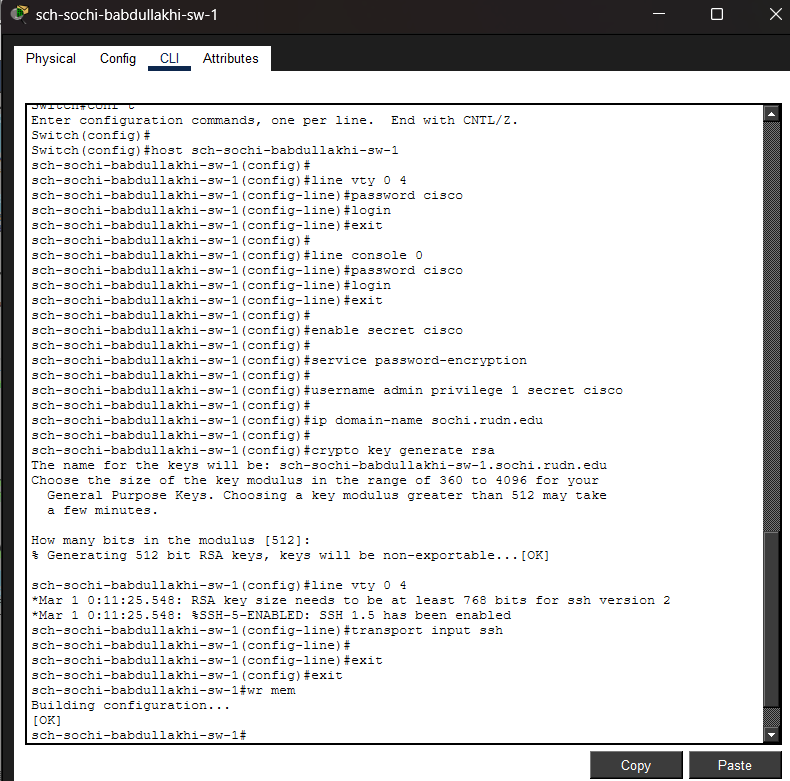 sch-sochi-babdullakhi-sw-1
Physical Config CLI Attributes
Switch#conf t
Enter configuration commands, one per line.  End with CNTL/Z.
Switch(config)#
Switch(config)#host sch-sochi-babdullakhi-sw-1
sch-sochi-babdullakhi-sw-1(config)#
sch-sochi-babdullakhi-sw-1(config)#line vty 0 4
sch-sochi-babdullakhi-sw-1(config-line)#password cisco
sch-sochi-babdullakhi-sw-1(config-line)#login
sch-sochi-babdullakhi-sw-1(config-line)#exit
sch-sochi-babdullakhi-sw-1(config)#
sch-sochi-babdullakhi-sw-1(config)#line console 0
sch-sochi-babdullakhi-sw-1(config-line)#password cisco
sch-sochi-babdullakhi-sw-1(config-line)#login
sch-sochi-babdullakhi-sw-1(config-line)#exit
sch-sochi-babdullakhi-sw-1(config)#
sch-sochi-babdullakhi-sw-1(config)#enable secret cisco
sch-sochi-babdullakhi-sw-1(config)#
sch-sochi-babdullakhi-sw-1(config)#service password-encryption
sch-sochi-babdullakhi-sw-1(config)#
sch-sochi-babdullakhi-sw-1(config)#username admin privilege 1 secret cisco
sch-sochi-babdullakhi-sw-1(config)#
sch-sochi-babdullakhi-sw-1(config)#ip domain-name sochi.rudn.edu
sch-sochi-babdullakhi-sw-1(config)#
sch-sochi-babdullakhi-sw-1(config)#crypto key generate rsa
The name for the keys will be: sch-sochi-babdullakhi-sw-1.sochi.rudn.edu
Choose the size of the key modulus in the range of 360 to 4096 for your
  General Purpose Keys. Choosing a key modulus greater than 512 may take
  a few minutes.
How many bits in the modulus [512]:
% Generating 512 bit RSA keys, keys will be non-exportable...[OK]
sch-sochi-babdullakhi-sw-1(config)#line vty 0 4
*Mar 1 0:11:25.548: RSA key size needs to be at least 768 bits for ssh version 2
*Mar 1 0:11:25.548: %SSH-5-ENABLED: SSH 1.5 has been enabled
sch-sochi-babdullakhi-sw-1(config-line)#transport input ssh
sch-sochi-babdullakhi-sw-1(config-line)#
sch-sochi-babdullakhi-sw-1(config-line)#exit
sch-sochi-babdullakhi-sw-1(config)#exit
sch-sochi-babdullakhi-sw-1#wr mem
Building configuration...
[OK]
sch-sochi-babdullakhi-sw-1#
Copy Paste